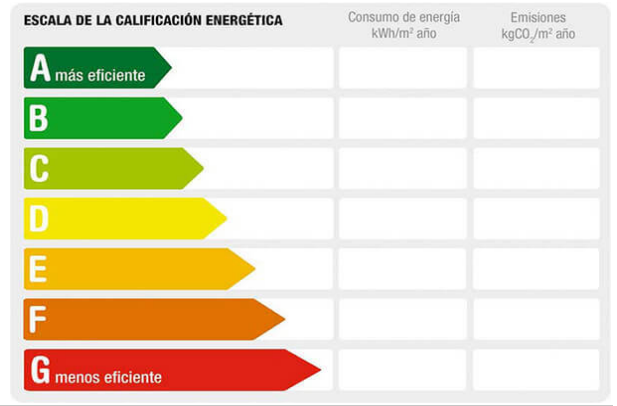 ESCALA DE LA CALIFICACIÓN ENERGÉTICA
Consumo de energía
kWh/m² año
Emisiones
kgCO₂/m² año
A más eficiente
B
C
D
E
F
G menos eficiente